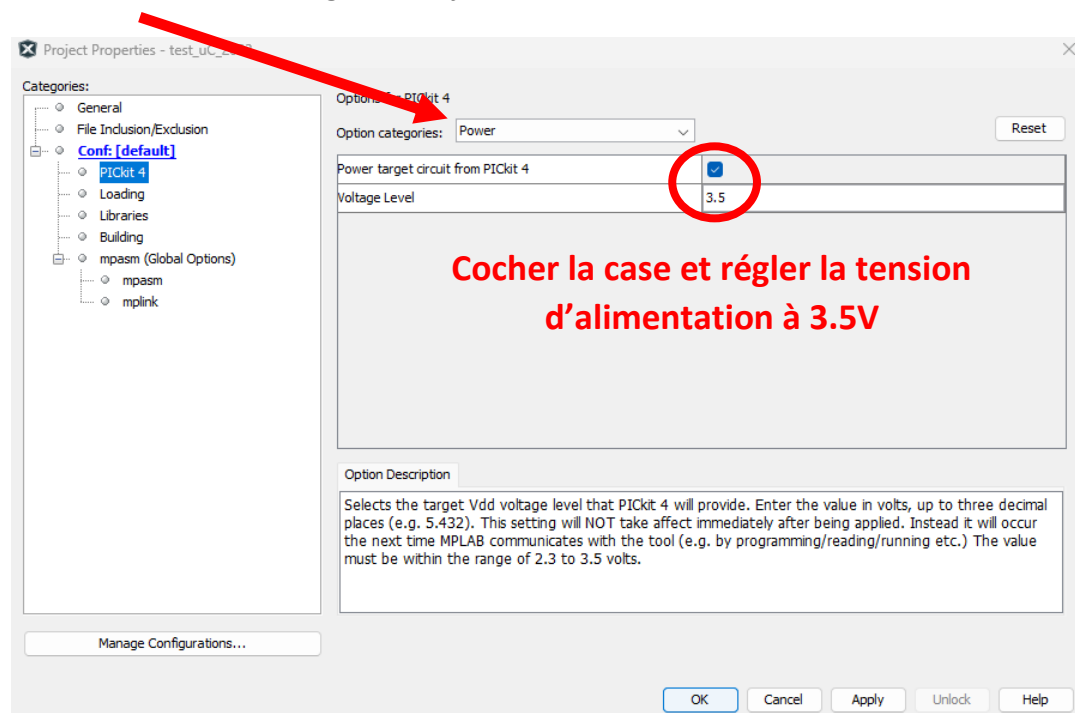 Project Properties - test_uC_2023
Categories:
General
File Inclusion/Exclusion
Conf: [default]
PICkit 4
Loading
Libraries
Building
mpasm (Global Options)
mpasm
mplink
Manage Configurations...
Options for PICkit 4
Option categories: Power
Reset
Power target circuit from PICkit 4
Voltage Level 3.5
Cocher la case et régler la tension
d’alimentation à 3.5V
Option Description
Selects the target Vdd voltage level that PICkit 4 will provide. Enter the value in volts, up to three decimal
places (e.g. 5.432). This setting will NOT take affect immediately after being applied. Instead it will occur
the next time MPLAB communicates with the tool (e.g. by programming/reading/running etc.) The value
must be within the range of 2.3 to 3.5 volts.
OK Cancel Apply Unlock Help